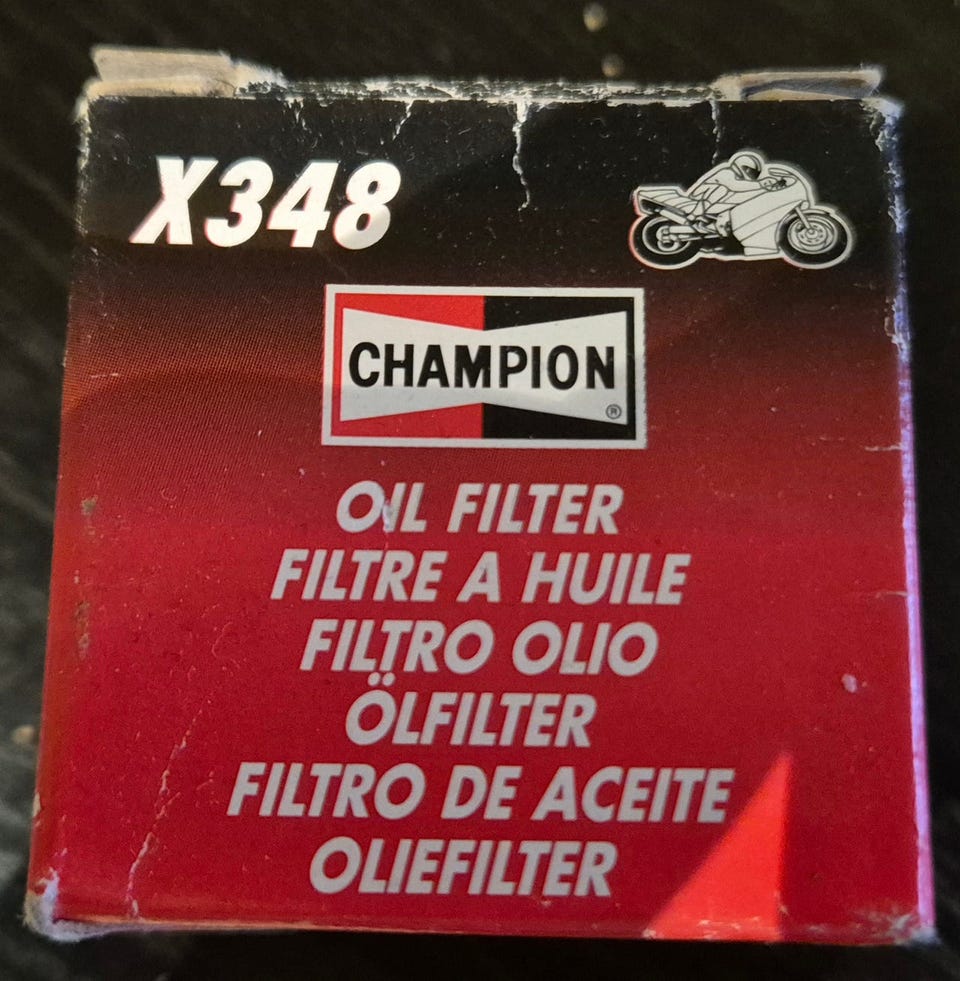 X348
CHAMPION
®
OIL FILTER
FILTRE A HUILE
FILTRO OLIO
ÖLFILTER
FILTRO DE ACEITE
OLIEFILTER